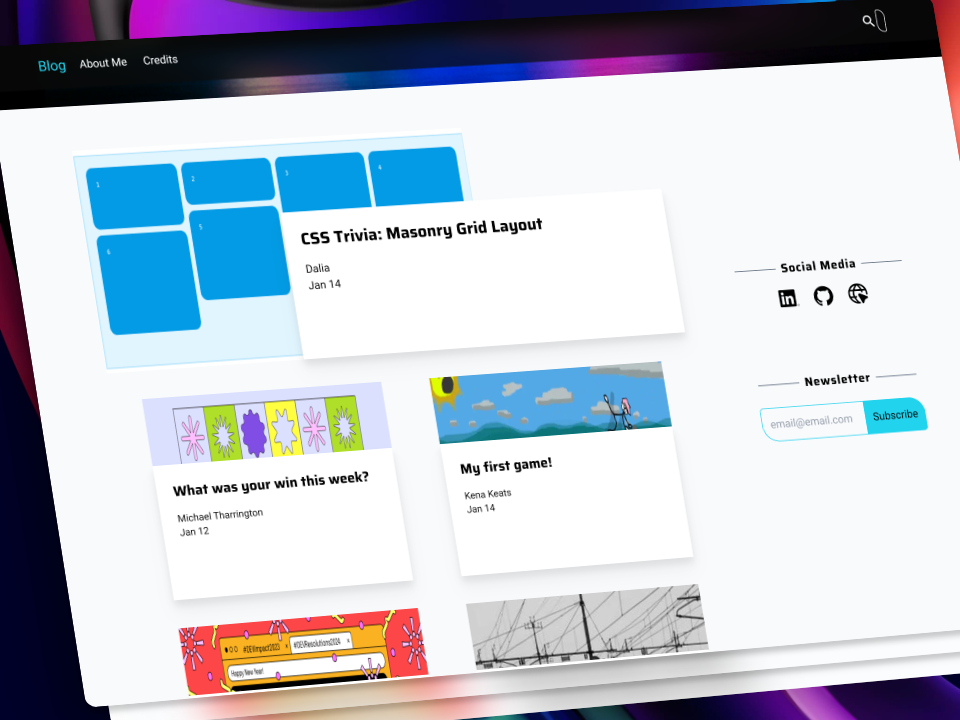 Blog
About Me
Credits
1
2
3
4
5
6
CSS Trivia: Masonry Grid Layout
Dalia
Jan 14
Social Media
in
Newsletter
email@email.com
Subscribe
What was your win this week?
Michael Tharrington
Jan 12
My first game!
Kena Keats
Jan 14
#DEVImpact2023 x
#DEVResolutions2024 x
Happy New Year!